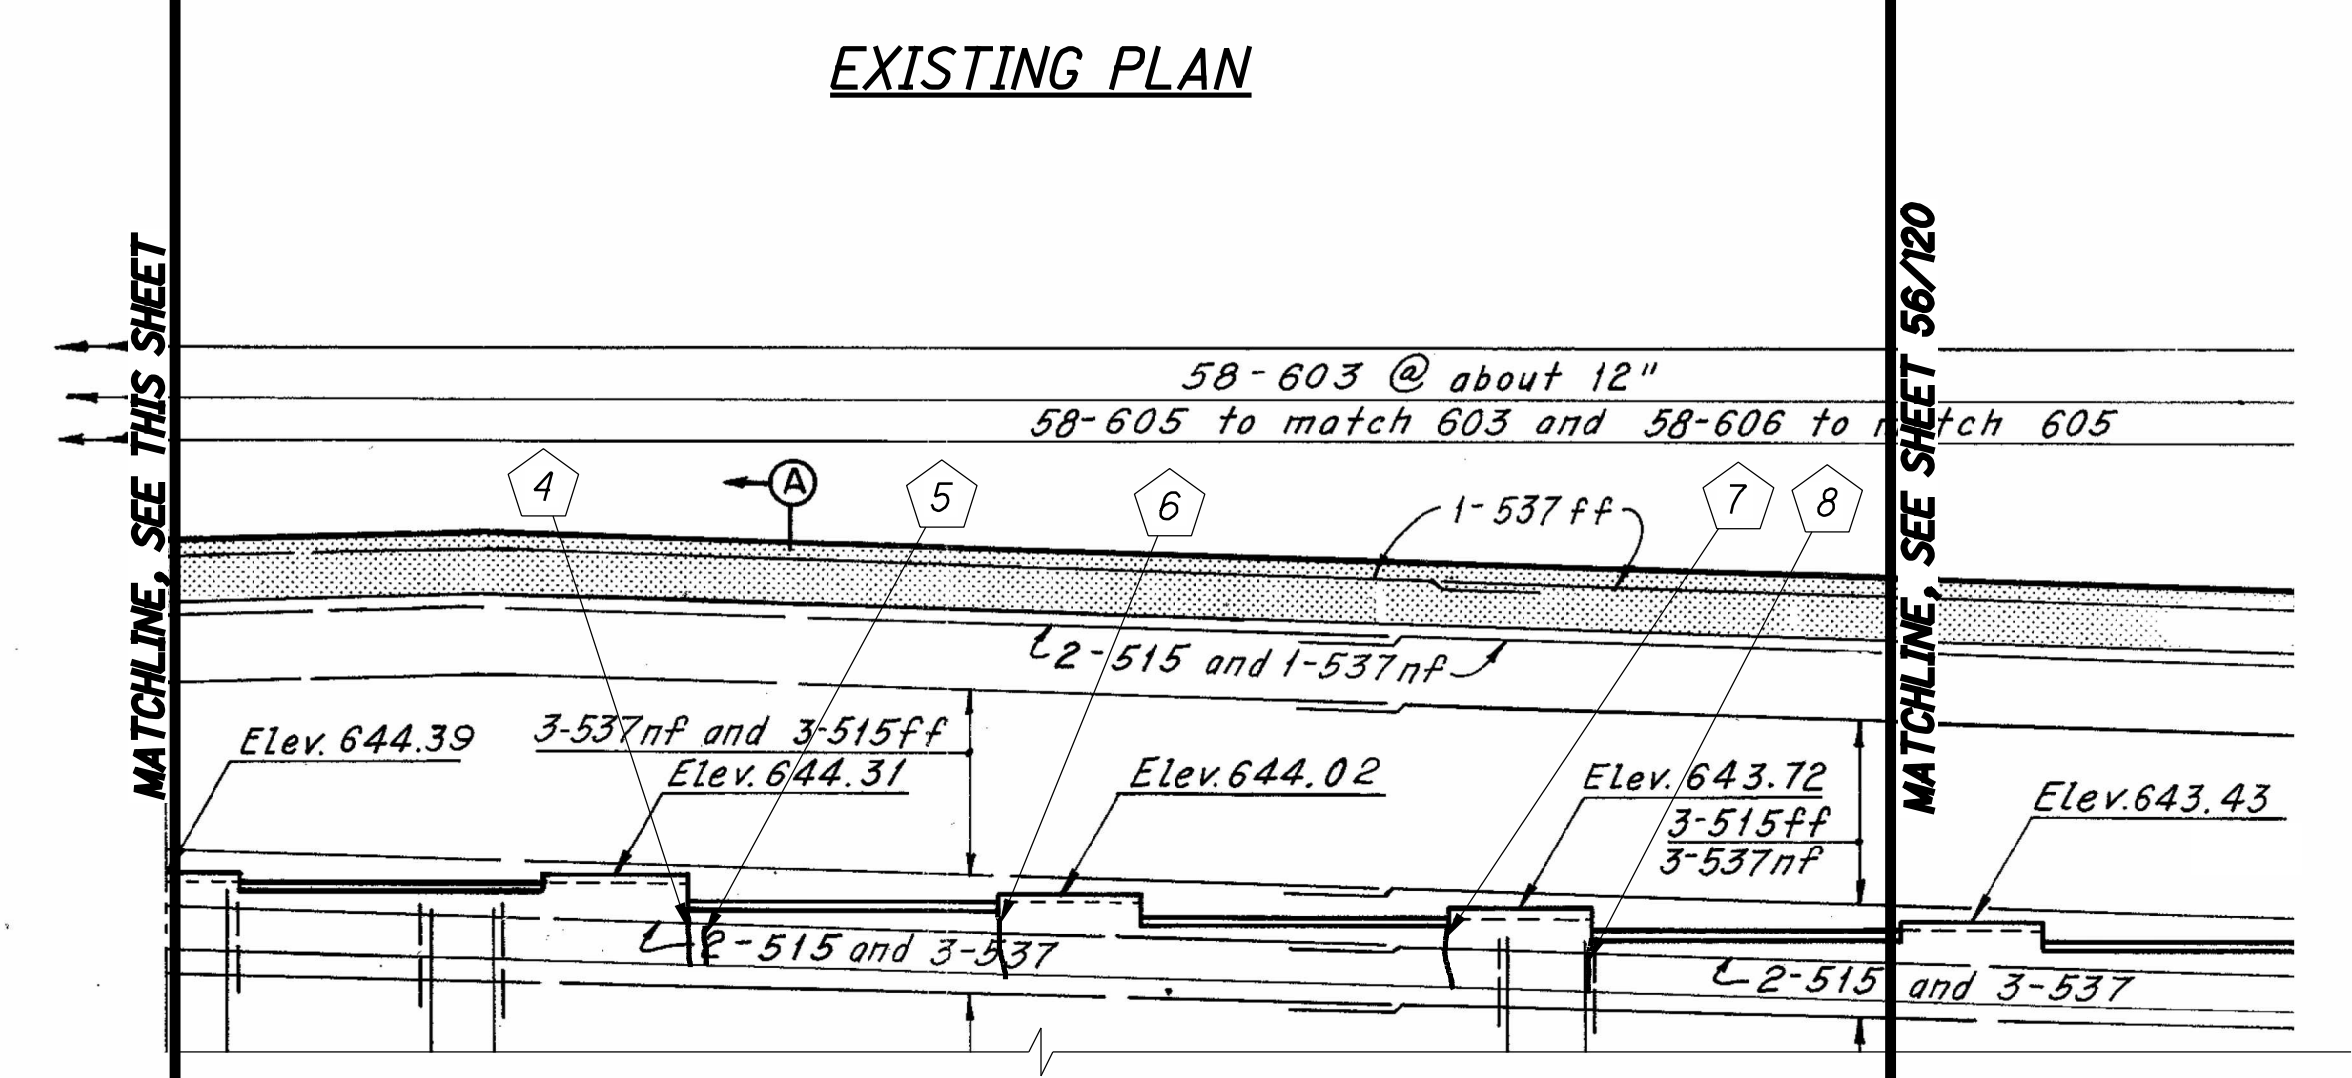 EXISTING PLAN
MATCHLINE, SEE THIS SHEET
MATCHLINE, SEE SHEET 56/120
58-603 @ about 12"
58-605 to match 603 and 58-606 to m tch 605
4
A
5
6
7
8
1-537ff
2-515 and 1-537nf
Elev. 644.39
3-537nf and 3-515ff
Elev. 644.31
Elev. 644.02
Elev. 643.72
3-515ff
3-537nf
Elev. 643.43
2-515 and 3-537
2-515 and 3-537